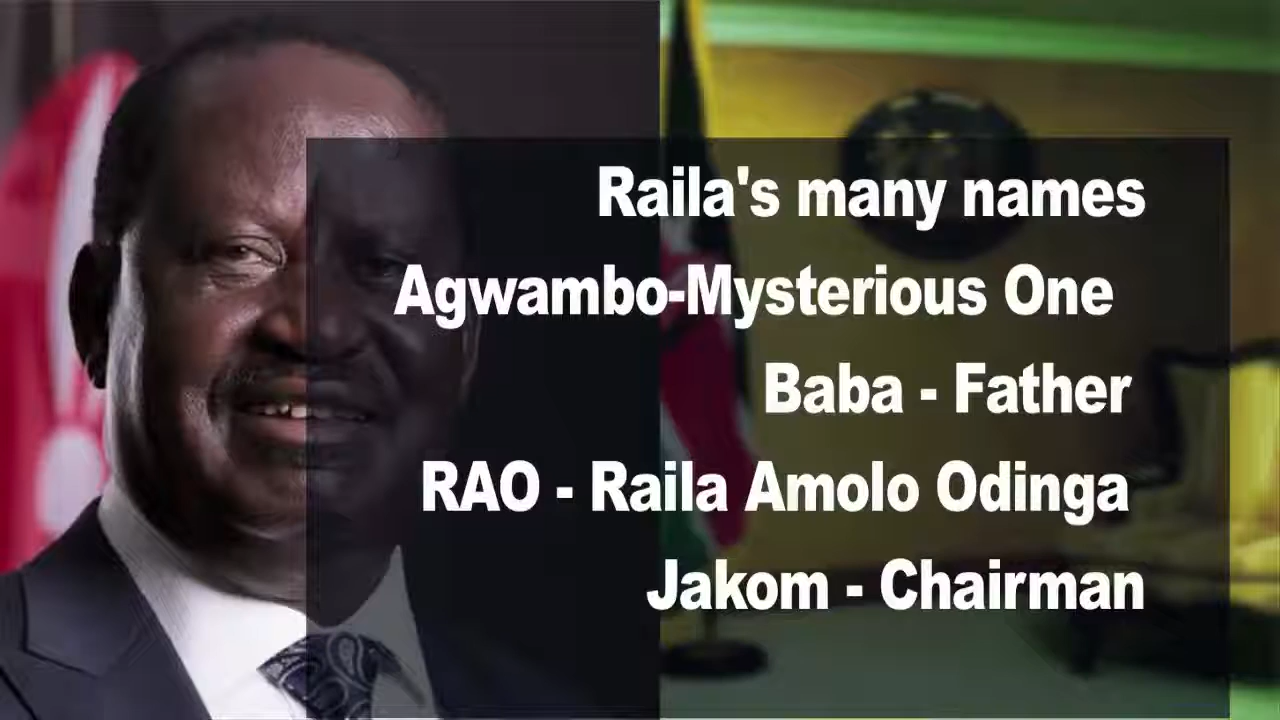 Raila's many names
Agwambo-Mysterious One
Baba - Father
RAO - Raila Amolo Odinga
Jakom - Chairman